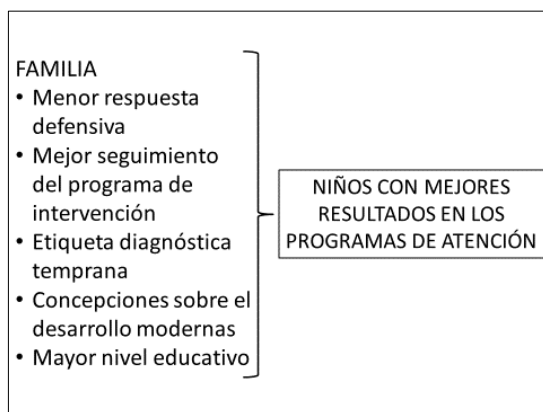 FAMILIA
• Menor respuesta
defensiva
• Mejor seguimiento
del programa de
intervención
• Etiqueta diagnóstica
temprana
• Concepciones sobre el
desarrollo modernas
• Mayor nivel educativo
NIÑOS CON MEJORES
RESULTADOS EN LOS
PROGRAMAS DE ATENCIÓN